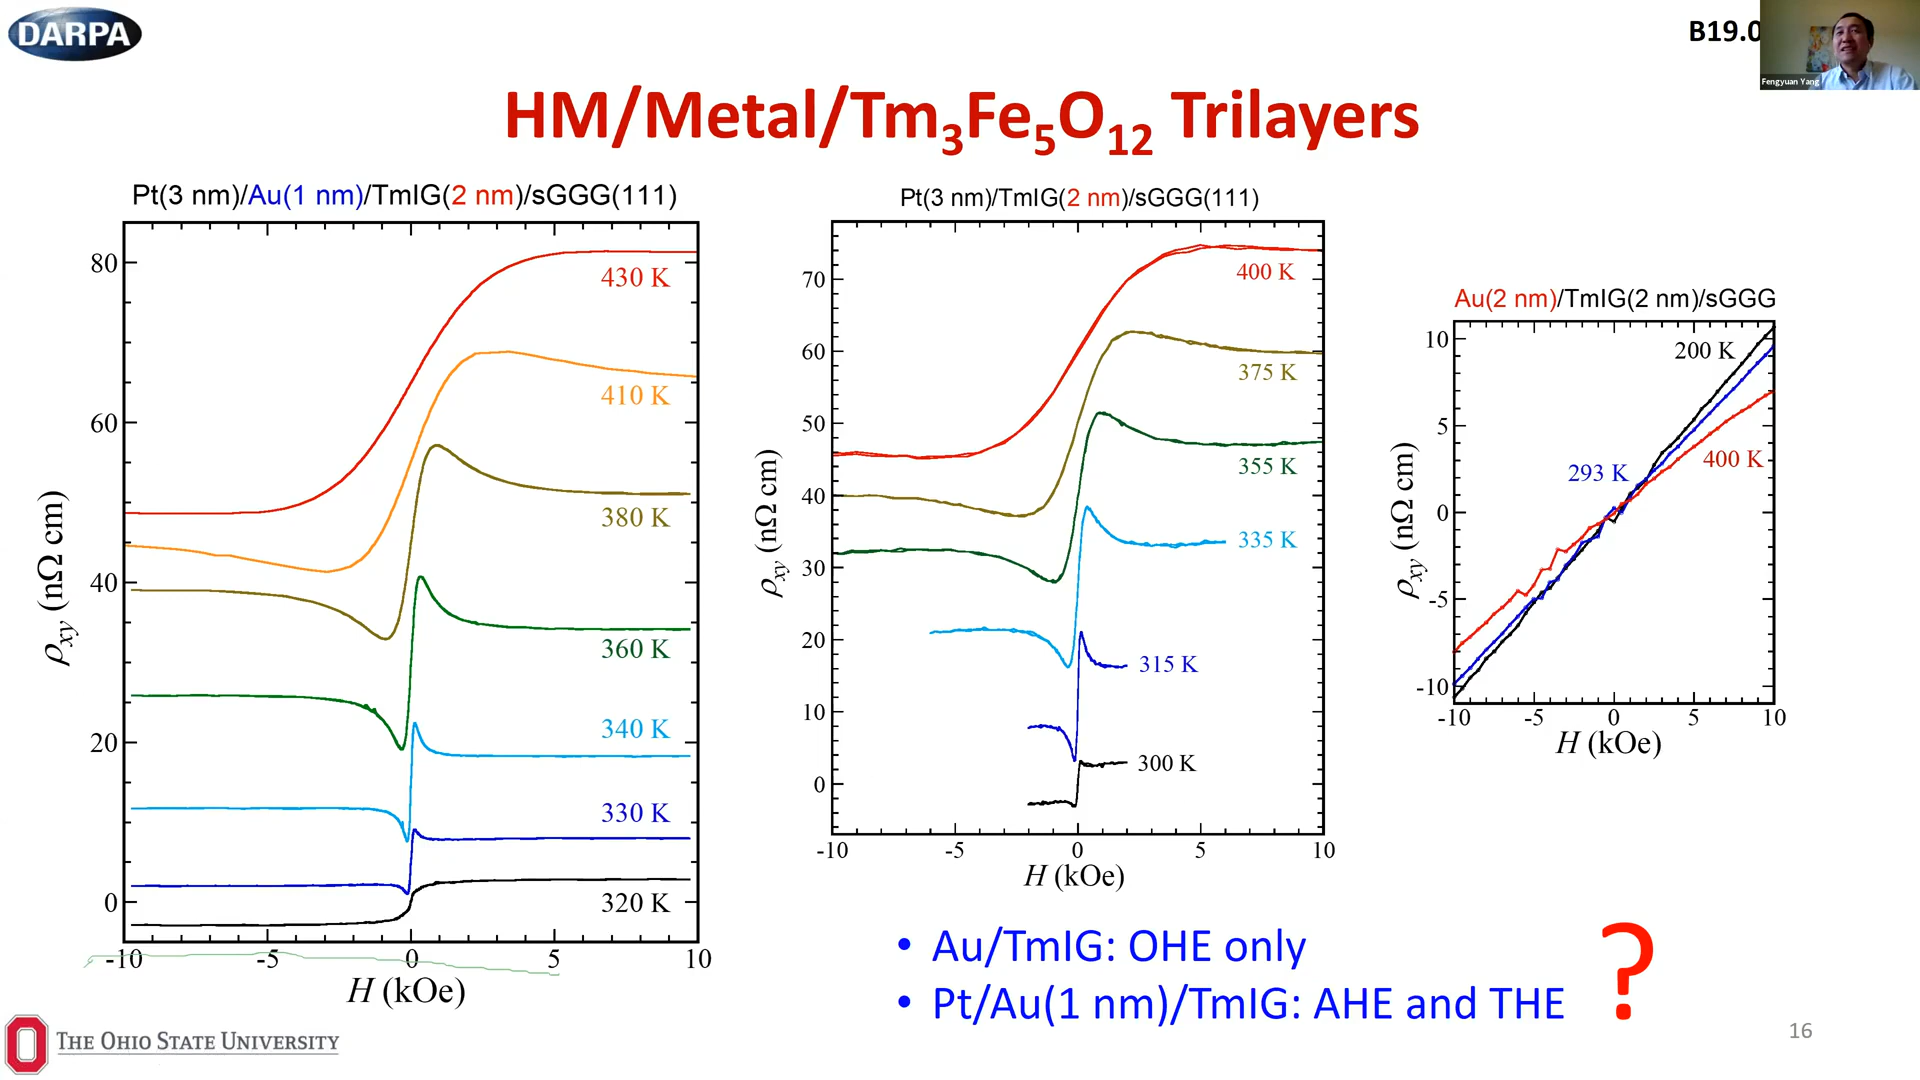 DARPA
B19.0
Fengyuan Yang
HM/Metal/Tm₃Fe₅O₁₂ Trilayers
Pt(3 nm)/Au(1 nm)/TmIG(2 nm)/sGGG(111)
80
60
40
20
0
ρxy (nΩ cm)
430 K
410 K
380 K
360 K
340 K
330 K
320 K
-10 -5 0 5 10
H (kOe)
Pt(3 nm)/TmIG(2 nm)/sGGG(111)
70
60
50
40
30
20
10
0
ρxy (nΩ cm)
400 K
375 K
355 K
335 K
315 K
300 K
-10 -5 0 5 10
H (kOe)
Au(2 nm)/TmIG(2 nm)/sGGG
10
5
0
-5
-10
ρxy (nΩ cm)
200 K
293 K
400 K
-10 -5 0 5 10
H (kOe)
• Au/TmIG: OHE only
• Pt/Au(1 nm)/TmIG: AHE and THE
?
THE OHIO STATE UNIVERSITY
16